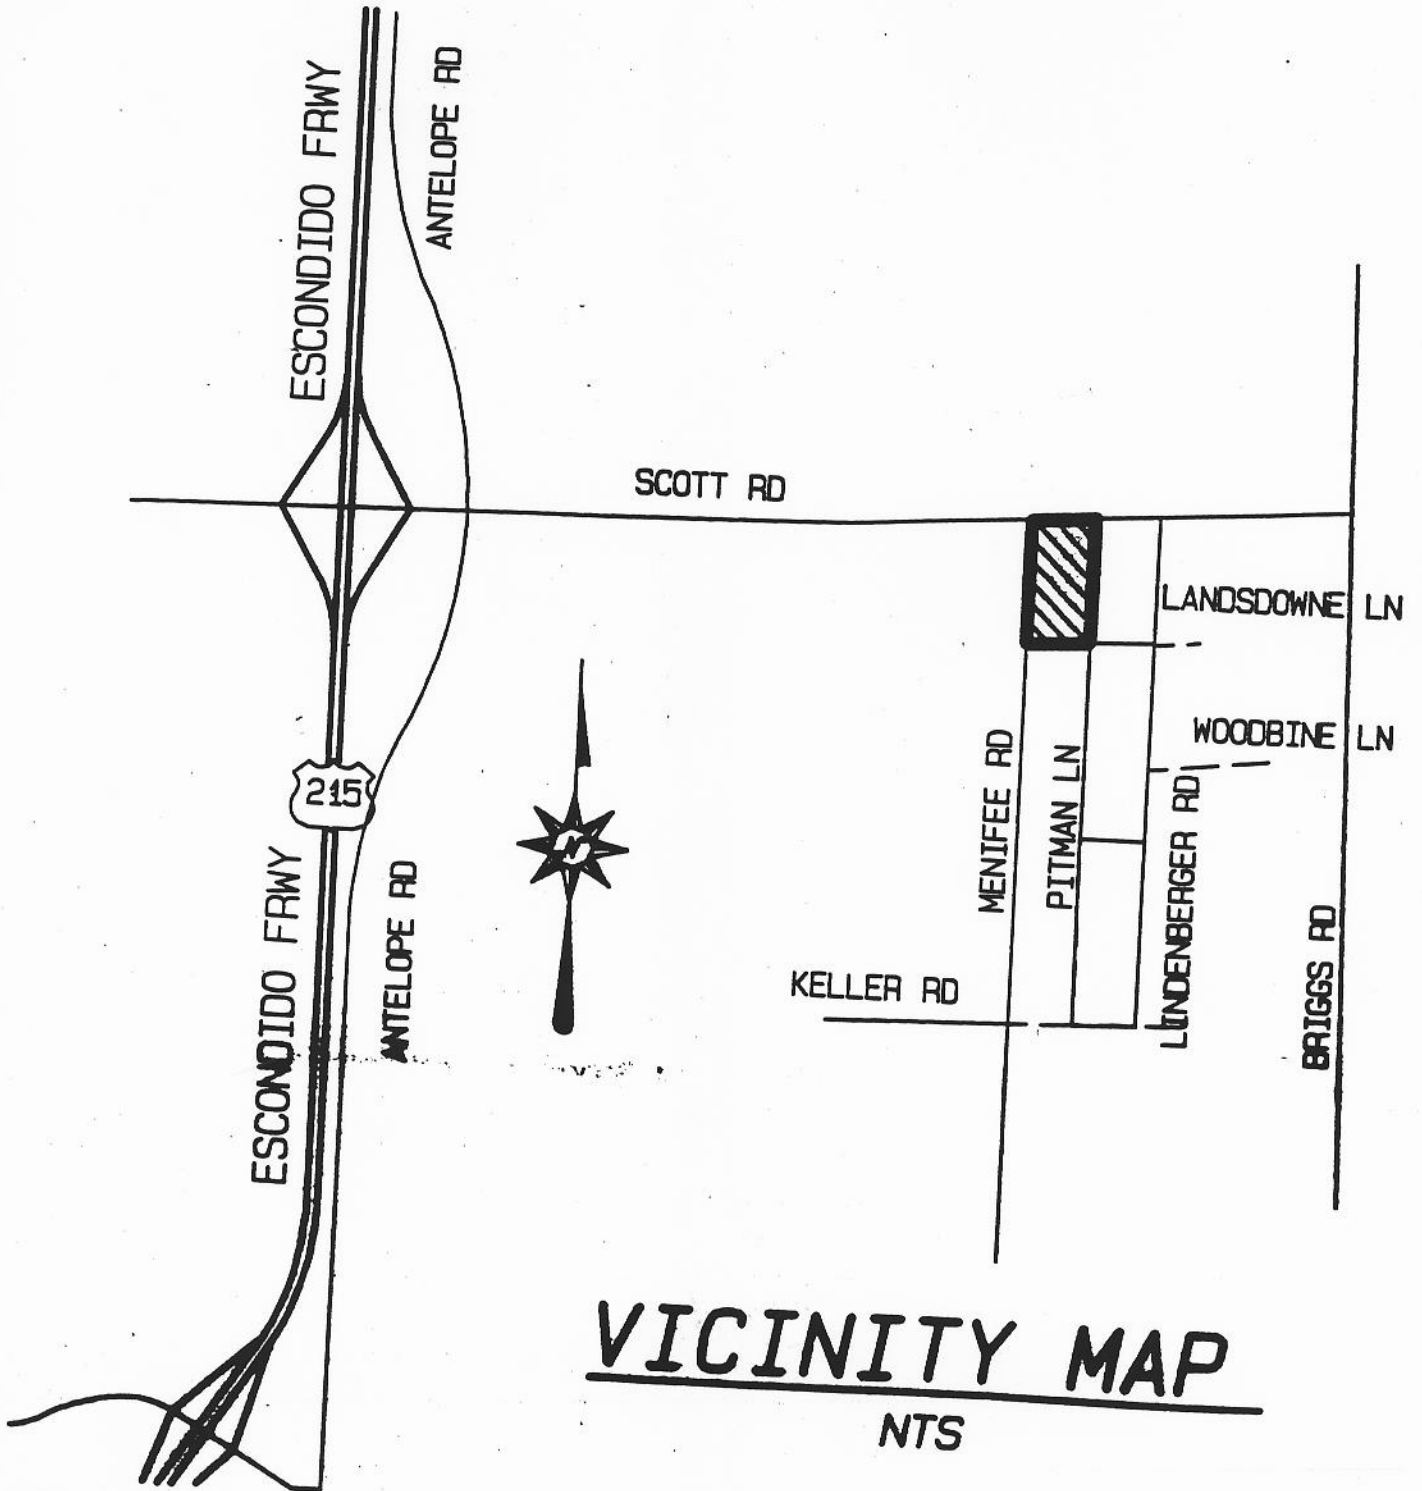 ESCONDIDO FRWY
ANTELOPE RD
SCOTT RD
LANDSDOWNE LN
WOODBINE LN
215
MENIFEE RD
PITMAN LN
LINDENBERGER RD
BRIGGS RD
ESCONDIDO FRWY
ANTELOPE RD
N
KELLER RD
VICINITY MAP
NTS